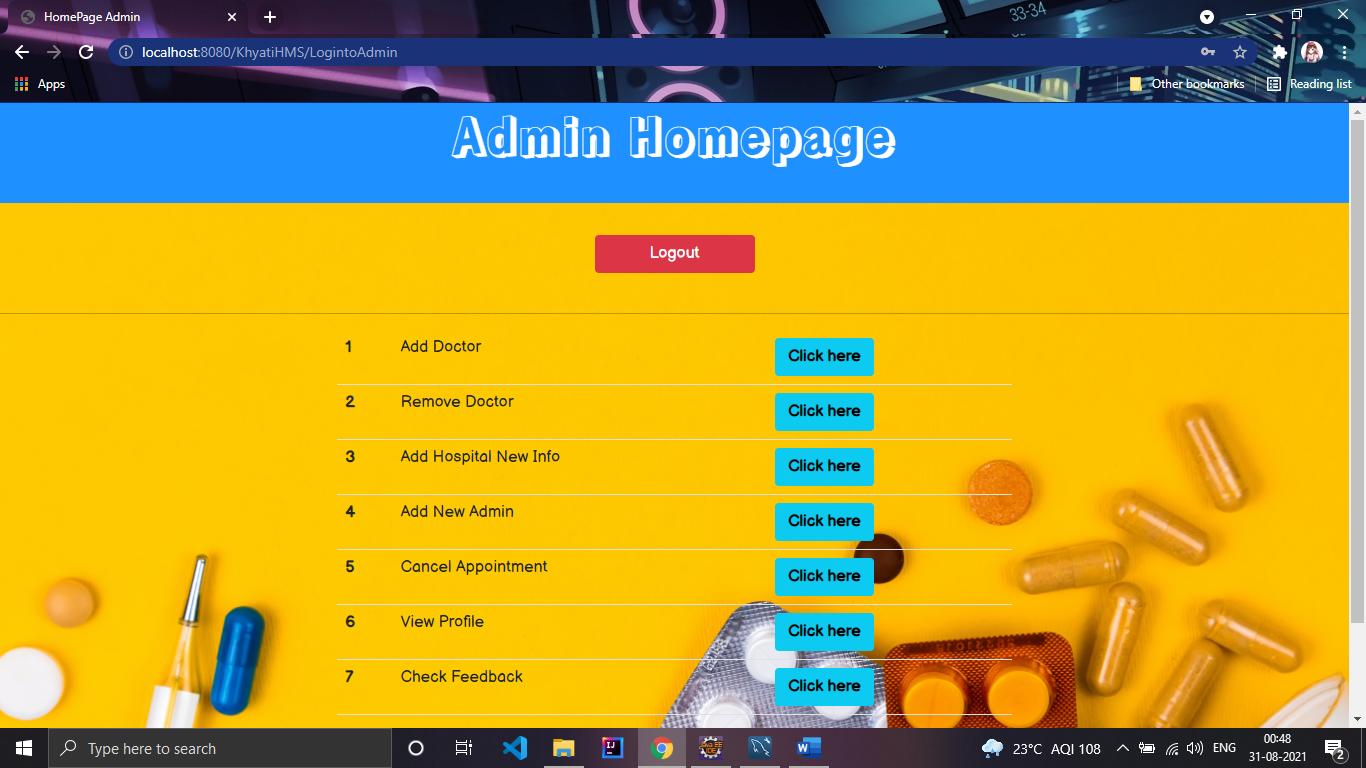 HomePage Admin
33-34
localhost:8080/KhyatiHMS/LogintoAdmin
Apps
Other bookmarks
Reading list
Admin Homepage
Logout
1 Add Doctor Click here
2 Remove Doctor Click here
3 Add Hospital New Info Click here
4 Add New Admin Click here
5 Cancel Appointment Click here
6 View Profile Click here
7 Check Feedback Click here
Type here to search
23°C AQI 108
ENG
00:48
31-08-2021
2